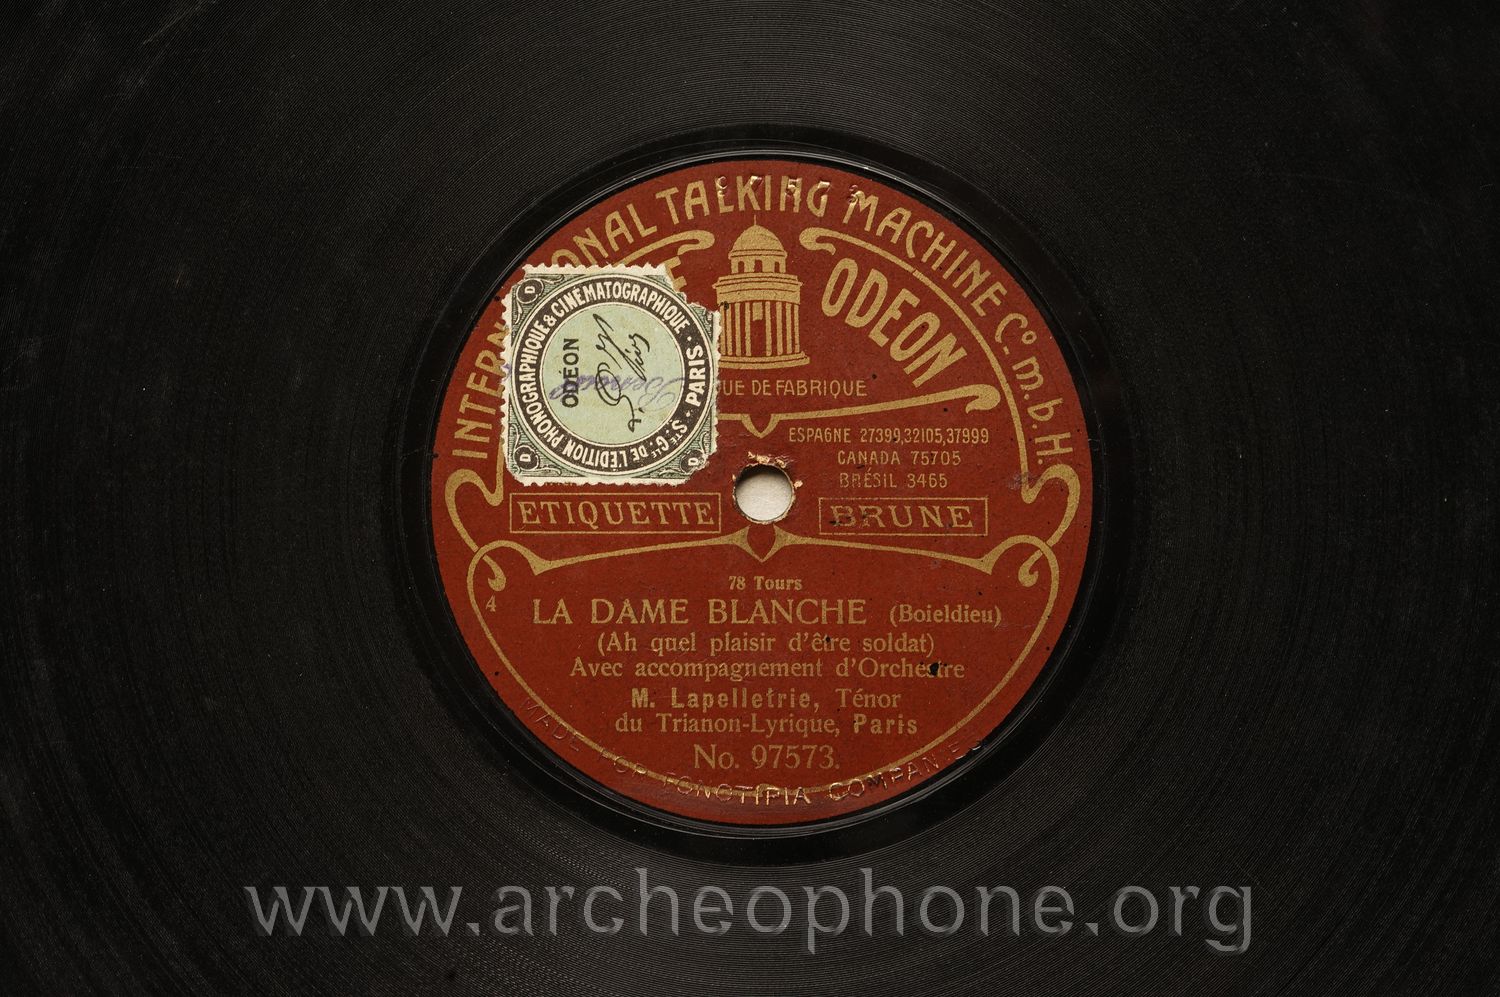 INTERN ONAL TALKING MACHINE Co. m. b. H.
ODEON
UE DE FABRIQUE
Sté Gle DE L'EDITION PHONOGRAPHIQUE & CINEMATOGRAPHIQUE · PARIS ·
ODEON
D
D
D
D
ESPAGNE 27399,32105,37999
CANADA 75705
BRÉSIL 3465
ETIQUETTE BRUNE
78 Tours
LA DAME BLANCHE (Boieldieu)
(Ah quel plaisir d'être soldat)
Avec accompagnement d'Orchestre
M. Lapelletrie, Ténor
du Trianon-Lyrique, Paris
No. 97573.
4
MADE FOR FONOTIPIA COMPANIES
www.archeophone.org